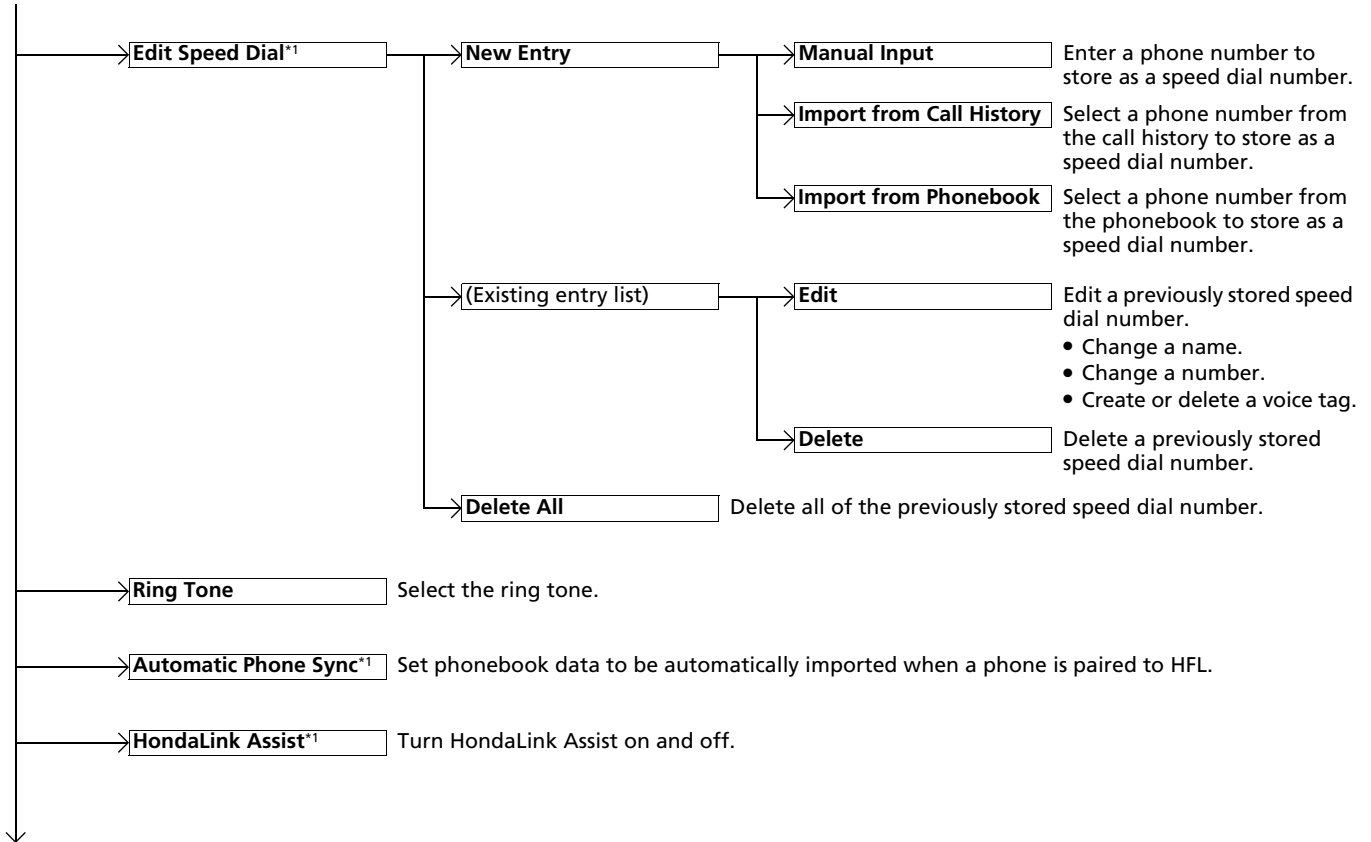 Edit Speed Dial*1
New Entry
Manual Input
Enter a phone number to
store as a speed dial number.
Import from Call History
Select a phone number from
the call history to store as a
speed dial number.
Import from Phonebook
Select a phone number from
the phonebook to store as a
speed dial number.
(Existing entry list)
Edit
Edit a previously stored speed
dial number.
• Change a name.
• Change a number.
• Create or delete a voice tag.
Delete
Delete a previously stored
speed dial number.
Delete All
Delete all of the previously stored speed dial number.
Ring Tone
Select the ring tone.
Automatic Phone Sync*1
Set phonebook data to be automatically imported when a phone is paired to HFL.
HondaLink Assist*1
Turn HondaLink Assist on and off.